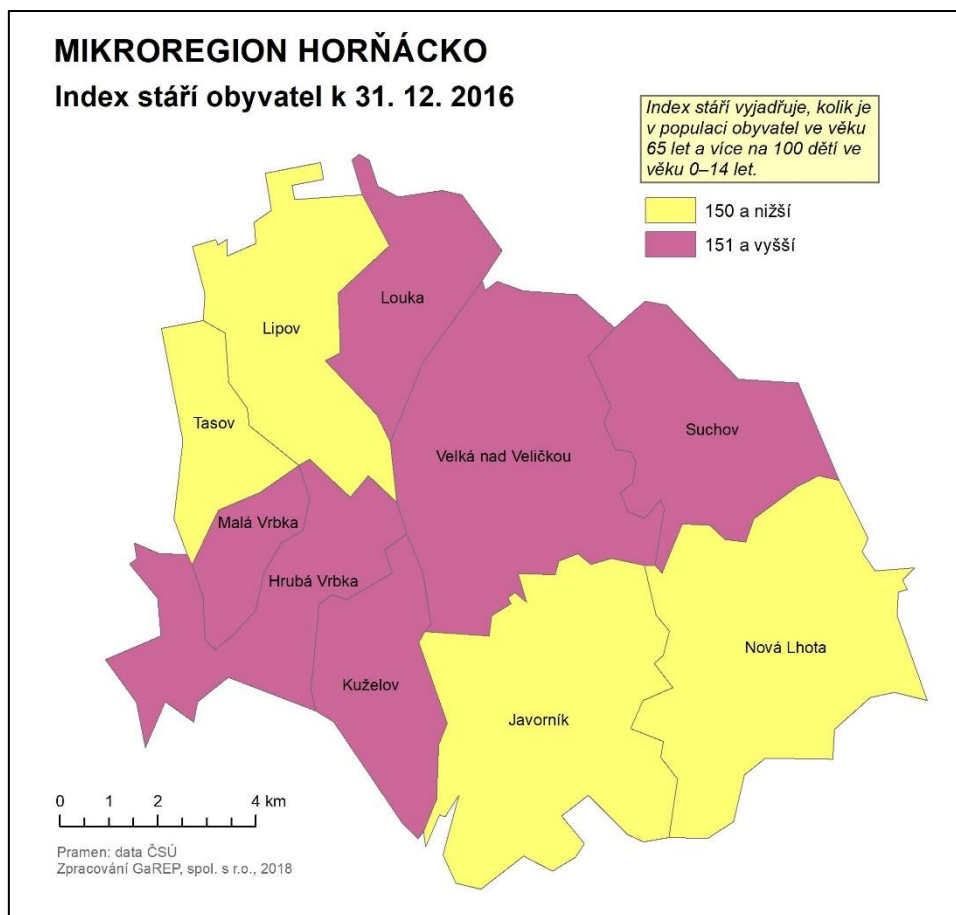 MIKROREGION HORŇÁCKO
Index stáří obyvatel k 31. 12. 2016
Index stáří vyjadřuje, kolik je
v populaci obyvatel ve věku
65 let a více na 100 dětí ve
věku 0–14 let.
150 a nižší
151 a vyšší
Louka
Lipov
Tasov
Suchov
Velká nad Veličkou
Malá Vrbka
Hrubá Vrbka
Nová Lhota
Kuželov
Javorník
0 1 2 4 km
Pramen: data ČSÚ
Zpracování GaREP, spol. s r.o., 2018